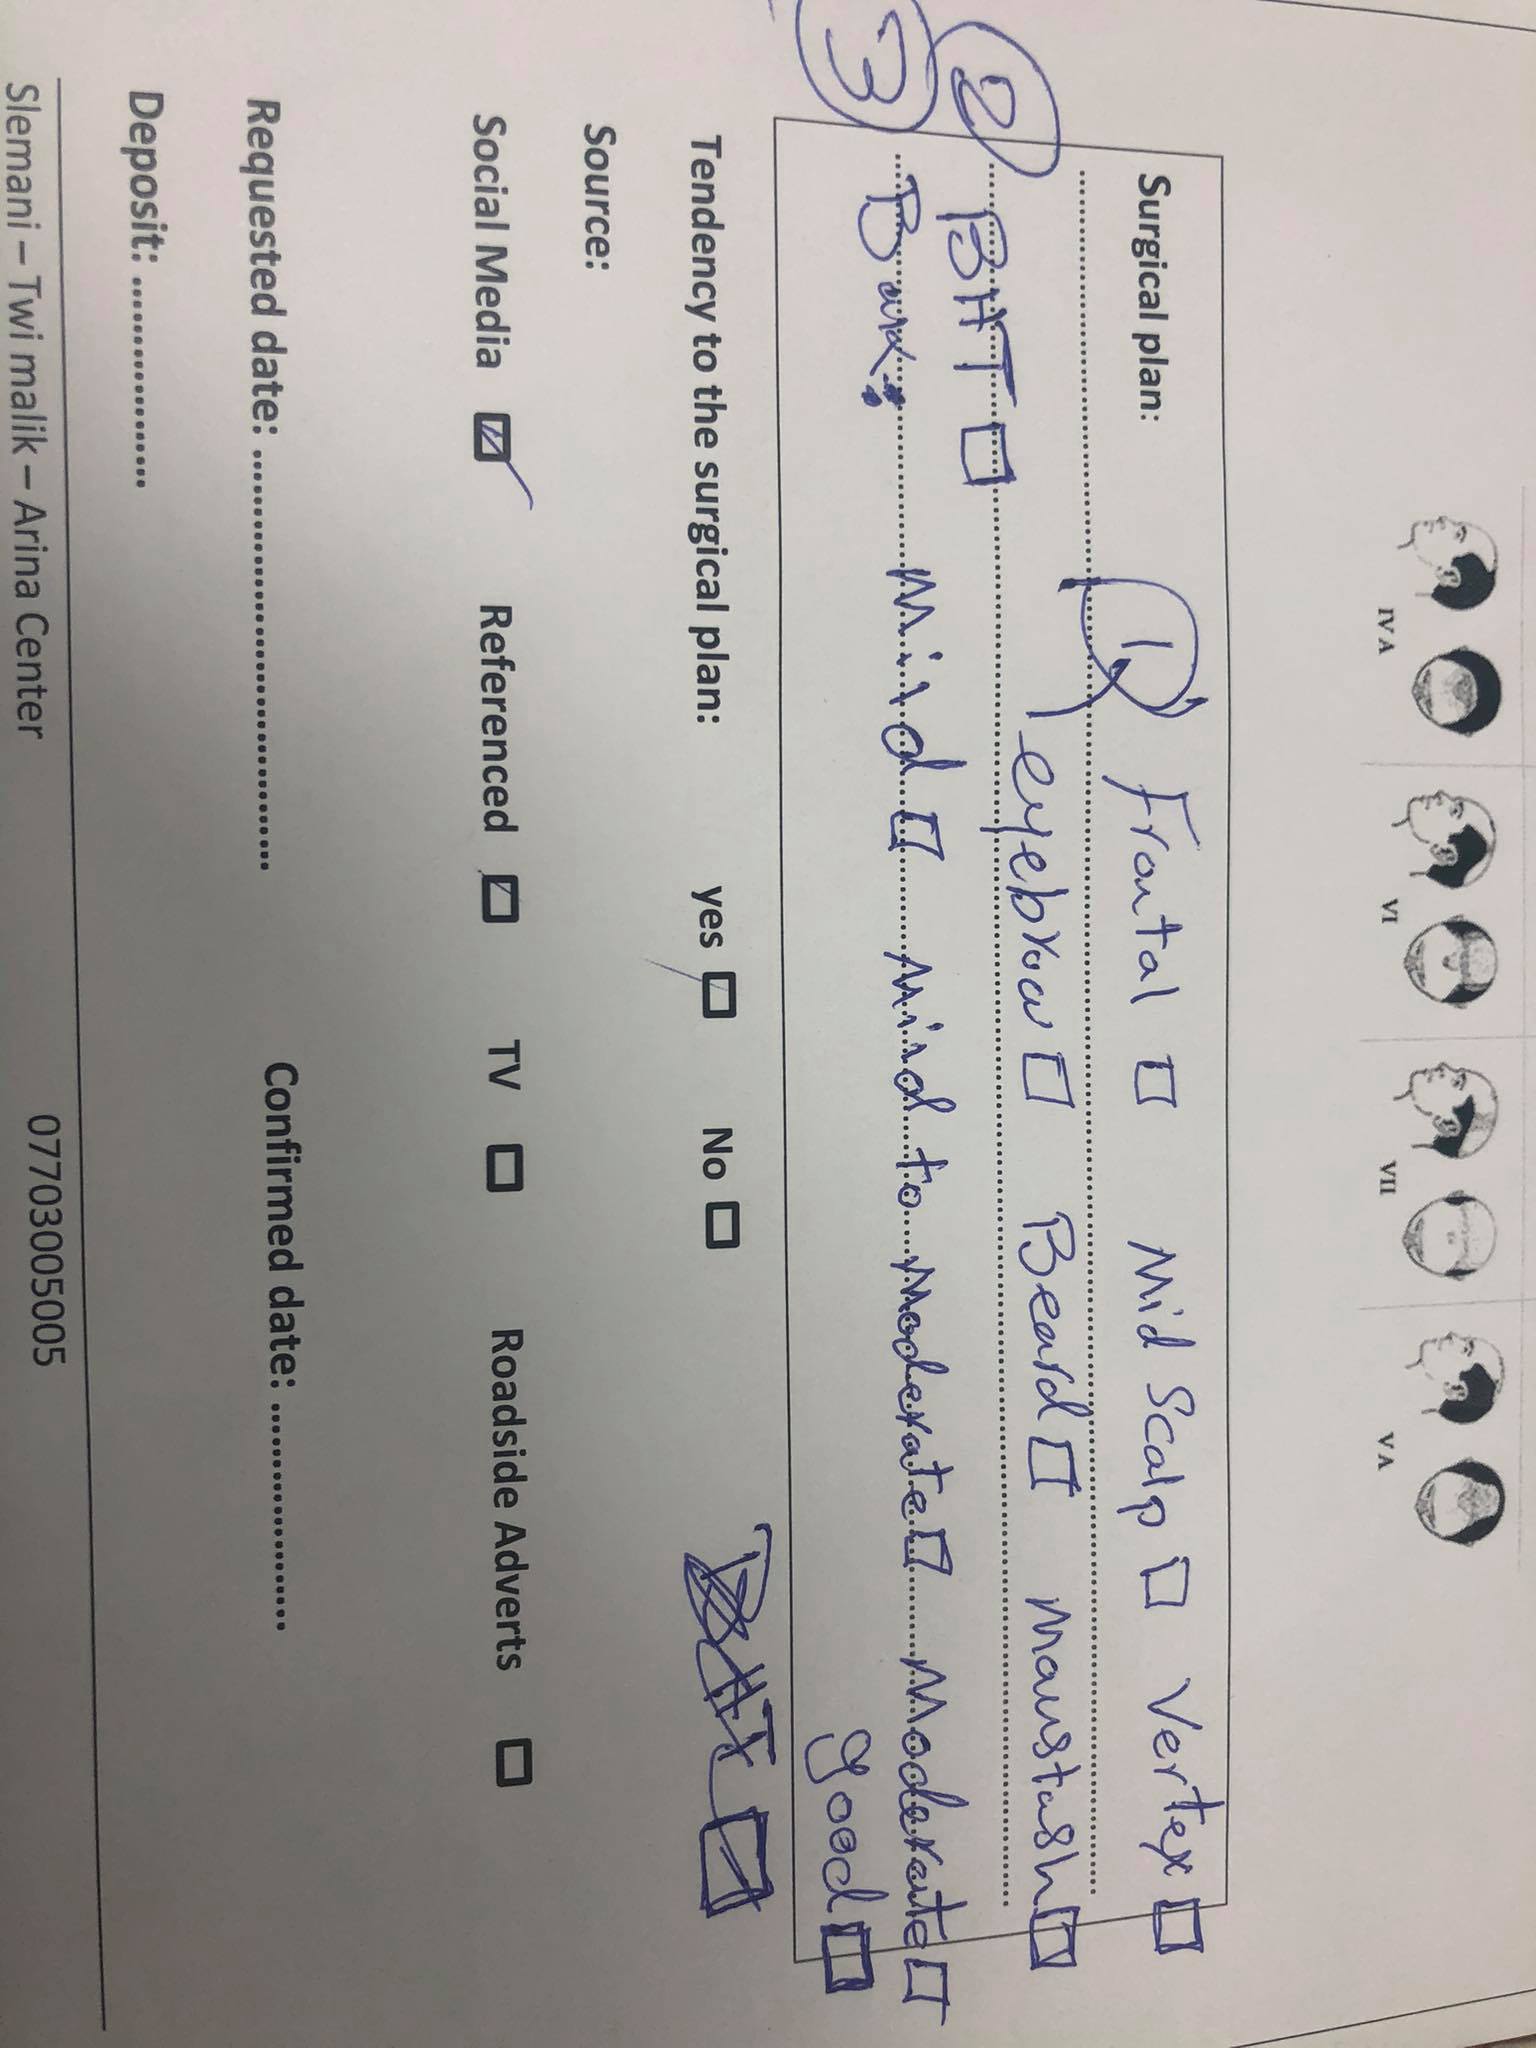 IV A VI VII V A
Surgical plan: 1 Frontal Mid Scalp Vertex
eyebrow Beard Maustash
2 BHT
3 Bak: Mild Mild to Moderate Moderate
good
BHT
Tendency to the surgical plan: yes No
Source:
Social Media Referenced TV Roadside Adverts
Requested date: .................................... Confirmed date: ....................
Deposit: ...................
Slemani – Twi malik – Arina Center 07703005005